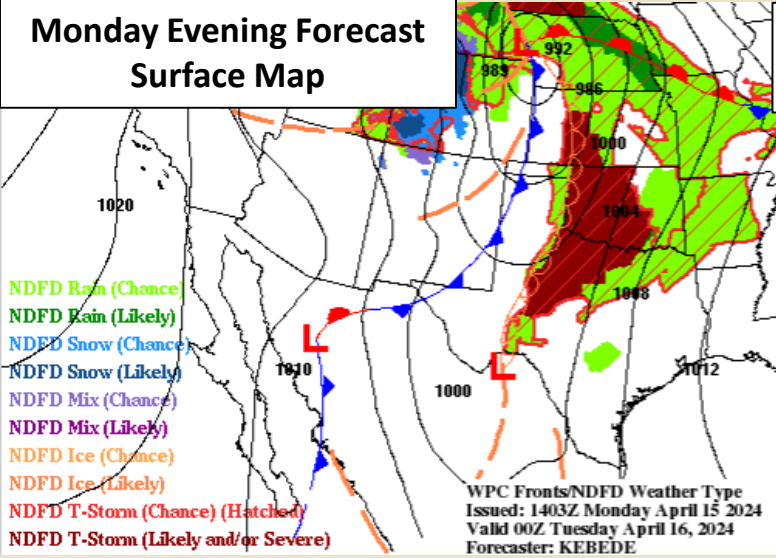 Monday Evening Forecast
Surface Map
992
989
986
1000
1020
1004
1008
NDFD Rain (Chance)
NDFD Rain (Likely)
NDFD Snow (Chance)
NDFD Snow (Likely)
NDFD Mix (Chance)
NDFD Mix (Likely)
NDFD Ice (Chance)
NDFD Ice (Likely)
NDFD T-Storm (Chance) (Hatched)
NDFD T-Storm (Likely and/or Severe)
L
L
L
1010
1000
1012
WPC Fronts/NDFD Weather Type
Issued: 1403Z Monday April 15 2024
Valid 00Z Tuesday April 16, 2024
Forecaster: KEBEDE